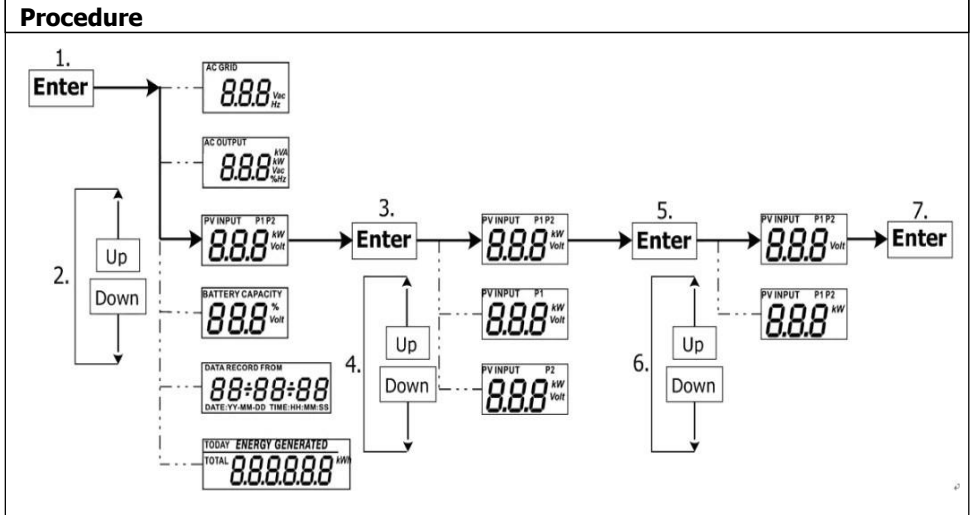 Procedure
1.
Enter
AC GRID
8.8.8 Vac
Hz
AC OUTPUT
8.8.8 kVA
kW
Vac
%Hz
2.
Up
Down
PV INPUT P1 P2
8.8.8 kW
Volt
BATTERY CAPACITY
88.8 %
Volt
DATA RECORD FROM
88:88:88
DATE:YY-MM-DD TIME:HH:MM:SS
TODAY ENERGY GENERATED
TOTAL 8.8.8.8.8.8 kWh
3.
Enter
4.
Up
Down
PV INPUT P1 P2
8.8.8 kW
Volt
PV INPUT P1
8.8.8 kW
Volt
PV INPUT P2
8.8.8 kW
Volt
5.
Enter
6.
Up
Down
PV INPUT P1 P2
8.8.8 Volt
PV INPUT P1 P2
8.8.8 kW
7.
Enter